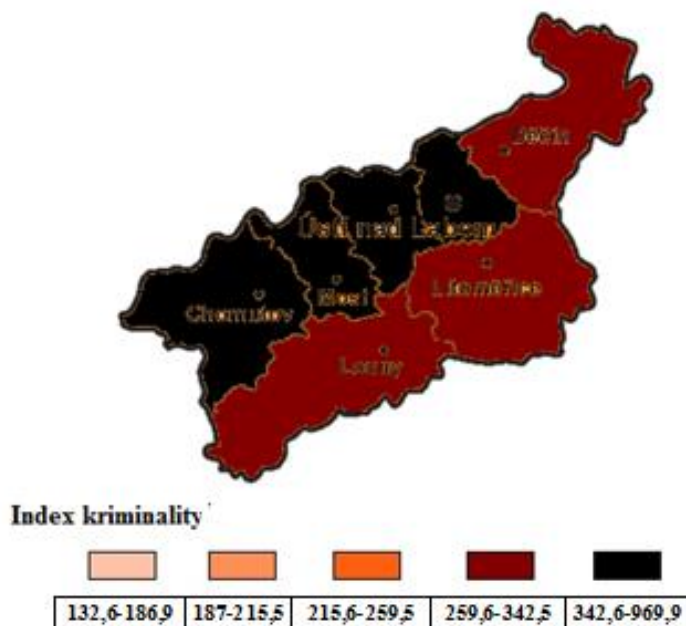 Děčín
Ústí nad Labem
Litoměřice
Chomutov
Most
Louny
Index kriminality
132,6-186,9 187-215,5 215,6-259,5 259,6-342,5 342,6-969,9